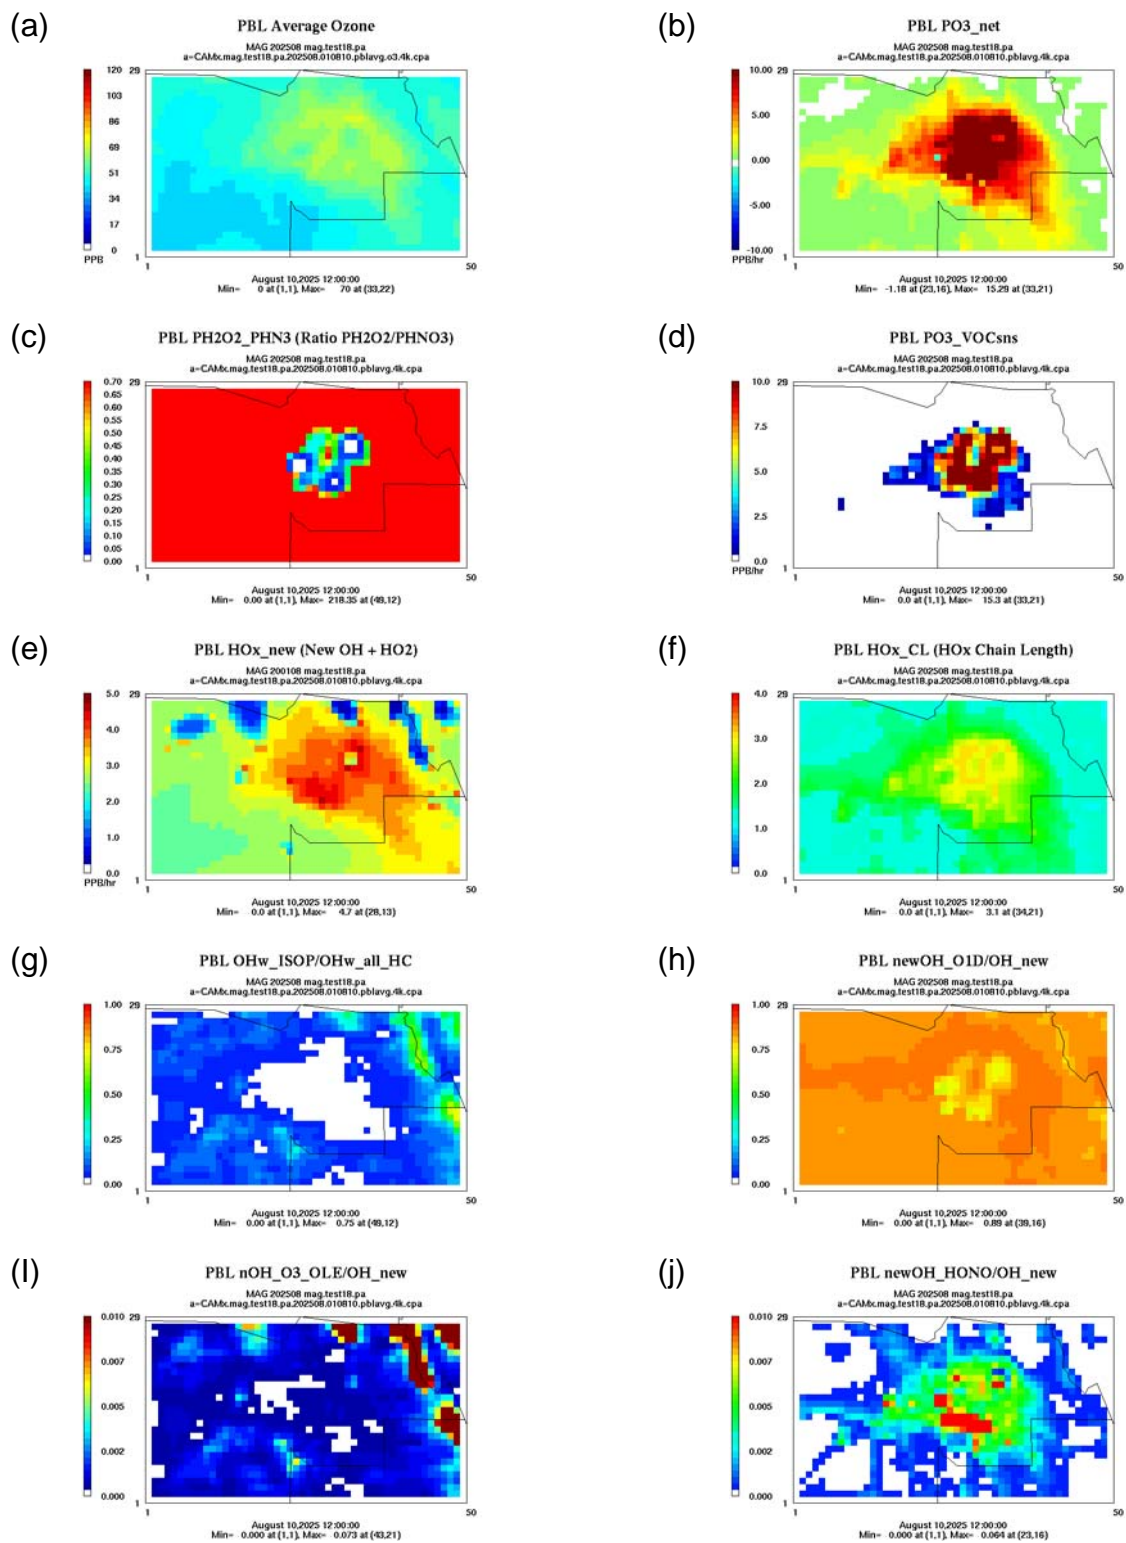 (a)
PBL Average Ozone
MAG 202508 mag.test18.pa
a=CAMx.mag.test18.pa.202508.010810.pblavg.o3.4k.cpa
120
103
86
69
51
34
17
0
PPB
29
1
1
50
August 10,2025 12:00:00
Min= 0 at (1,1), Max= 70 at (33,22)
(b)
PBL PO3_net
MAG 202508 mag.test18.pa
a=CAMx.mag.test18.pa.202508.010810.pblavg.4k.cpa
10.00
5.00
0.00
-5.00
-10.00
PPB/hr
29
1
1
50
August 10,2025 12:00:00
Min= -1.18 at (23,16), Max= 15.29 at (33,21)
(c)
PBL PH2O2_PHN3 (Ratio PH2O2/PHNO3)
MAG 202508 mag.test18.pa
a=CAMx.mag.test18.pa.202508.010810.pblavg.4k.cpa
0.70
0.65
0.60
0.55
0.50
0.45
0.40
0.35
0.30
0.25
0.20
0.15
0.10
0.05
0.00
29
1
1
50
August 10,2025 12:00:00
Min= 0.00 at (1,1), Max= 218.35 at (49,12)
(d)
PBL PO3_VOCsns
MAG 202508 mag.test18.pa
a=CAMx.mag.test18.pa.202508.010810.pblavg.4k.cpa
10.0
7.5
5.0
2.5
0.0
PPB/hr
29
1
1
50
August 10,2025 12:00:00
Min= 0.0 at (1,1), Max= 15.3 at (33,21)
(e)
PBL HOx_new (New OH + HO2)
MAG 200108 mag.test18.pa
a=CAMx.mag.test18.pa.202508.010810.pblavg.4k.cpa
5.0
4.0
3.0
2.0
1.0
0.0
PPB/hr
29
1
1
50
August 10,2025 12:00:00
Min= 0.0 at (1,1), Max= 4.7 at (28,13)
(f)
PBL HOx_CL (HOx Chain Length)
MAG 202508 mag.test18.pa
a=CAMx.mag.test18.pa.202508.010810.pblavg.4k.cpa
4.0
3.0
2.0
1.0
0.0
29
1
1
50
August 10,2025 12:00:00
Min= 0.0 at (1,1), Max= 3.1 at (34,21)
(g)
PBL OHw_ISOP/OHw_all_HC
MAG 202508 mag.test18.pa
a=CAMx.mag.test18.pa.202508.010810.pblavg.4k.cpa
1.00
0.75
0.50
0.25
0.00
29
1
1
50
August 10,2025 12:00:00
Min= 0.00 at (1,1), Max= 0.75 at (49,12)
(h)
PBL newOH_O1D/OH_new
MAG 202508 mag.test18.pa
a=CAMx.mag.test18.pa.202508.010810.pblavg.4k.cpa
1.00
0.75
0.50
0.25
0.00
29
1
1
50
August 10,2025 12:00:00
Min= 0.00 at (1,1), Max= 0.89 at (39,16)
(I)
PBL nOH_O3_OLE/OH_new
MAG 202508 mag.test18.pa
a=CAMx.mag.test18.pa.202508.010810.pblavg.4k.cpa
0.010
0.007
0.005
0.002
0.000
29
1
1
50
August 10,2025 12:00:00
Min= 0.000 at (1,1), Max= 0.073 at (43,21)
(j)
PBL newOH_HONO/OH_new
MAG 202508 mag.test18.pa
a=CAMx.mag.test18.pa.202508.010810.pblavg.4k.cpa
0.010
0.007
0.005
0.002
0.000
29
1
1
50
August 10,2025 12:00:00
Min= 0.000 at (1,1), Max= 0.064 at (23,16)